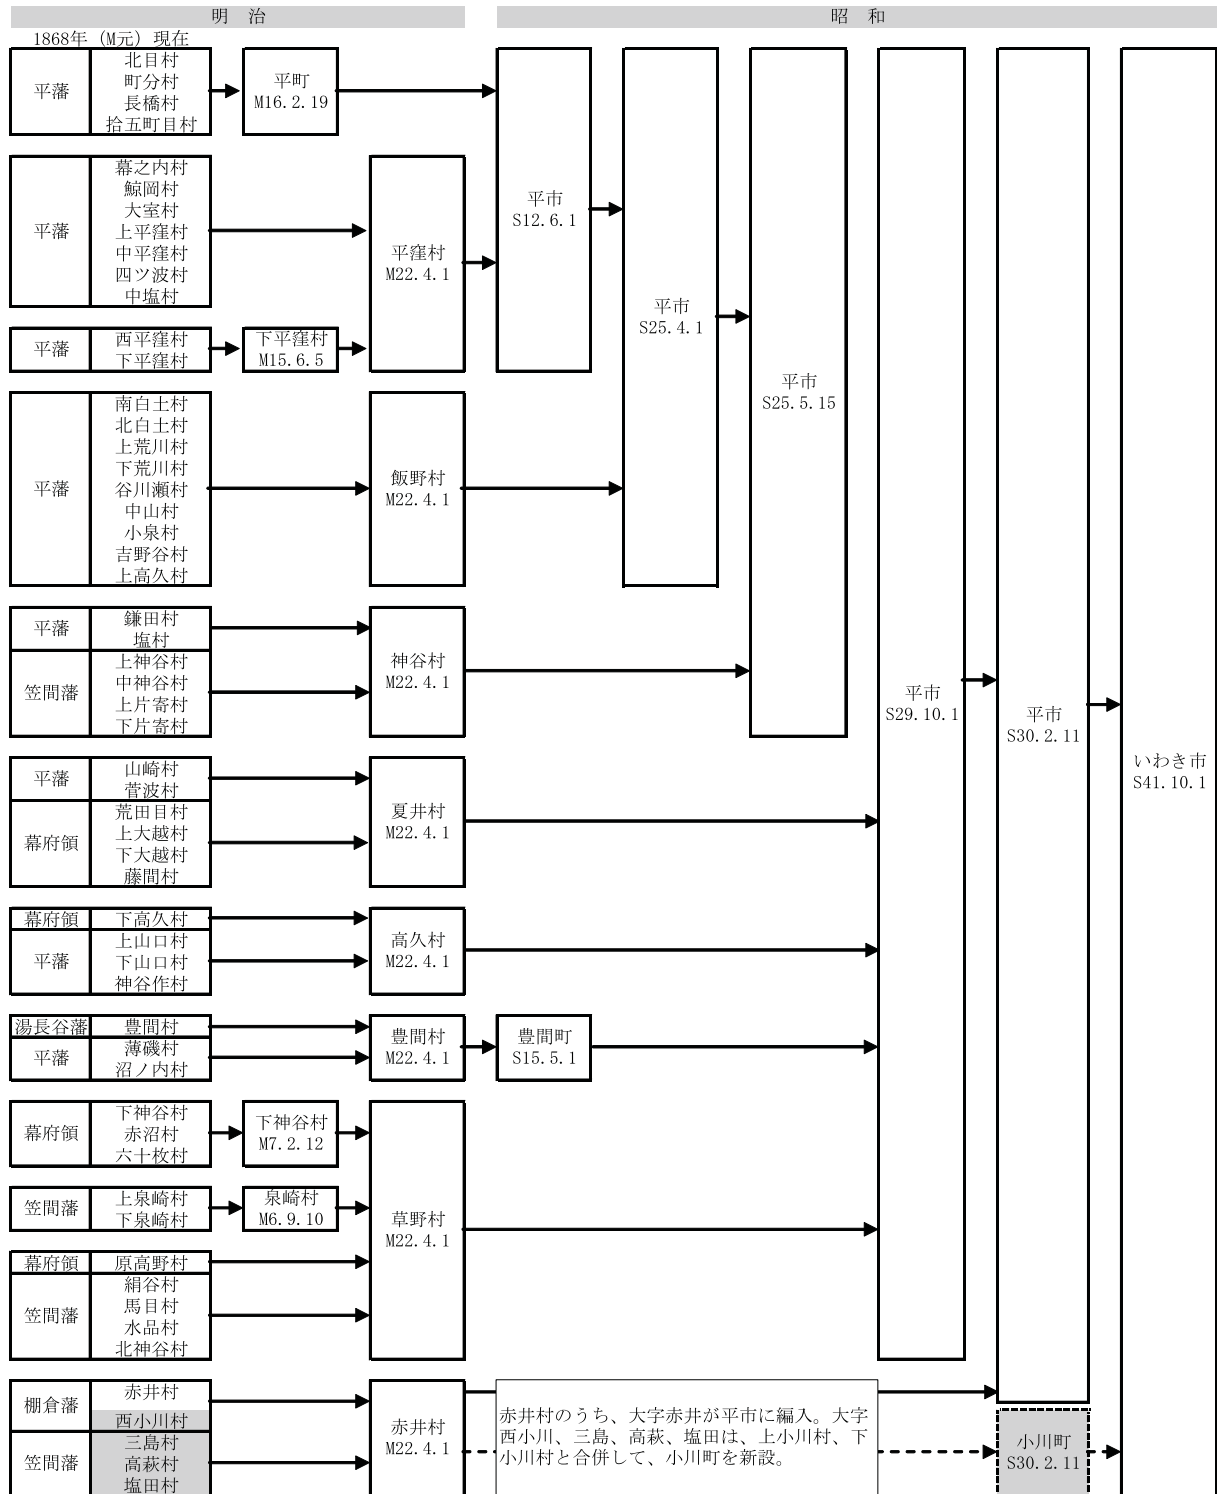 明　治
昭　和
1868年（M元）現在
平藩
北目村
町分村
長橋村
拾五町目村
平町
M16.2.19
平藩
幕之内村
鯨岡村
大室村
上平窪村
中平窪村
四ツ波村
中塩村
平藩
西平窪村
下平窪村
下平窪村
M15.6.5
平窪村
M22.4.1
平市
S12.6.1
平藩
南白土村
北白土村
上荒川村
下荒川村
谷川瀬村
中山村
小泉村
吉野谷村
上高久村
飯野村
M22.4.1
平市
S25.4.1
平藩
鎌田村
塩村
笠間藩
上神谷村
中神谷村
上片寄村
下片寄村
神谷村
M22.4.1
平市
S25.5.15
平藩
山崎村
菅波村
幕府領
荒田目村
上大越村
下大越村
藤間村
夏井村
M22.4.1
幕府領
下高久村
平藩
上山口村
下山口村
神谷作村
高久村
M22.4.1
湯長谷藩
豊間村
平藩
薄磯村
沼ノ内村
豊間村
M22.4.1
豊間町
S15.5.1
幕府領
下神谷村
赤沼村
六十枚村
下神谷村
M7.2.12
笠間藩
上泉崎村
下泉崎村
泉崎村
M6.9.10
幕府領
原高野村
笠間藩
絹谷村
馬目村
水品村
北神谷村
草野村
M22.4.1
平市
S29.10.1
棚倉藩
赤井村
西小川村
笠間藩
三島村
高萩村
塩田村
赤井村
M22.4.1
赤井村のうち、大字赤井が平市に編入。大字
西小川、三島、高萩、塩田は、上小川村、下
小川村と合併して、小川町を新設。
平市
S30.2.11
小川町
S30.2.11
いわき市
S41.10.1